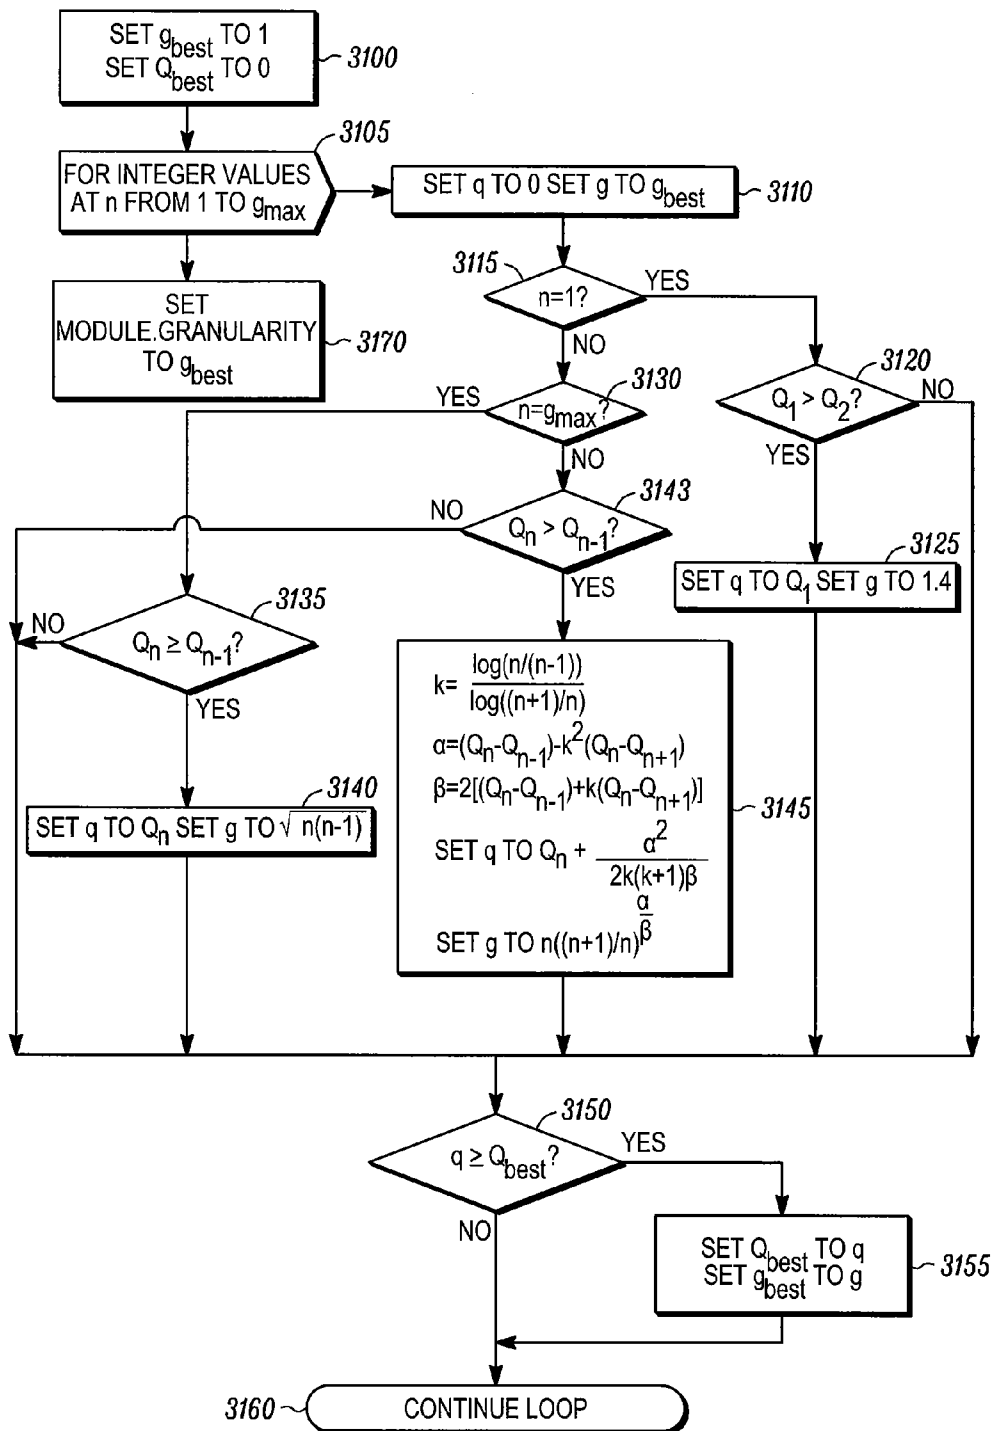 SET g_best TO 1
SET Q_best TO 0
3100
3105
FOR INTEGER VALUES
AT n FROM 1 TO g_max
SET q TO 0 SET g TO g_best
3110
SET
MODULE.GRANULARITY
TO g_best
3170
3115
n=1?
YES
NO
3120
Q_1 > Q_2?
NO
YES
3130
n=g_max?
YES
NO
3143
Q_n > Q_n-1?
NO
YES
3125
SET q TO Q_1 SET g TO 1.4
3135
Q_n ≥ Q_n-1?
NO
YES
3140
SET q TO Q_n SET g TO √n(n-1)
k= log(n/(n-1)) / log((n+1)/n)
α=(Q_n-Q_n-1)-k^2(Q_n-Q_n+1)
β=2[(Q_n-Q_n-1)+k(Q_n-Q_n+1)]
SET q TO Q_n + α^2 / 2k(k+1)β
SET g TO n((n+1)/n)^α/β
3145
3150
q ≥ Q_best?
YES
NO
SET Q_best TO q
SET g_best TO g
3155
3160
CONTINUE LOOP